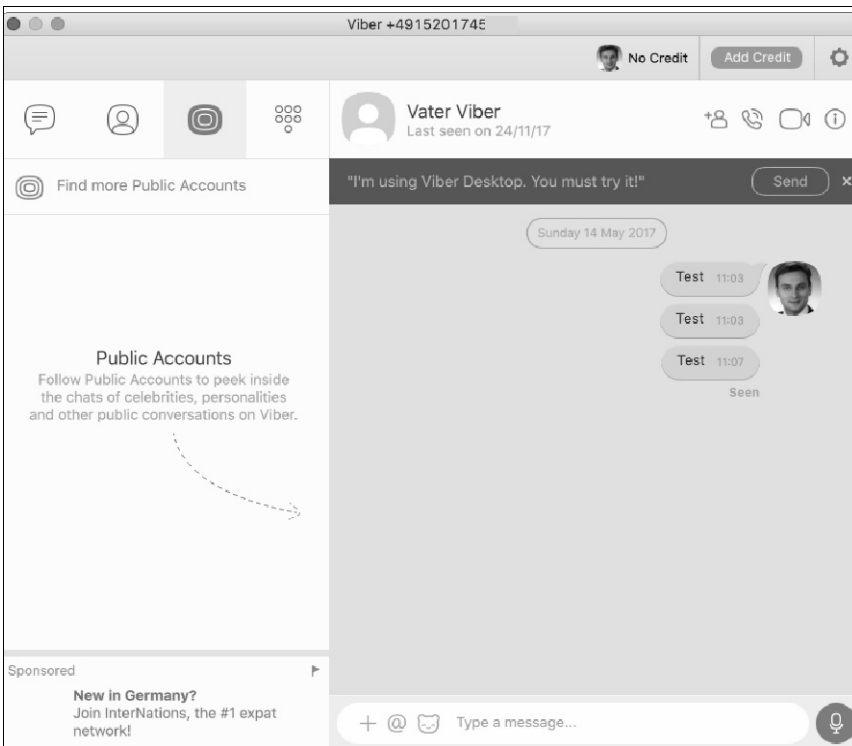 Viber +4915201745
No Credit
Add Credit
Vater Viber
Last seen on 24/11/17
Find more Public Accounts
"I'm using Viber Desktop. You must try it!"
Send
Sunday 14 May 2017
Test 11:03
Test 11:03
Test 11:07
Seen
Public Accounts
Follow Public Accounts to peek inside
the chats of celebrities, personalities
and other public conversations on Viber.
Sponsored
New in Germany?
Join InterNations, the #1 expat
network!
Type a message...